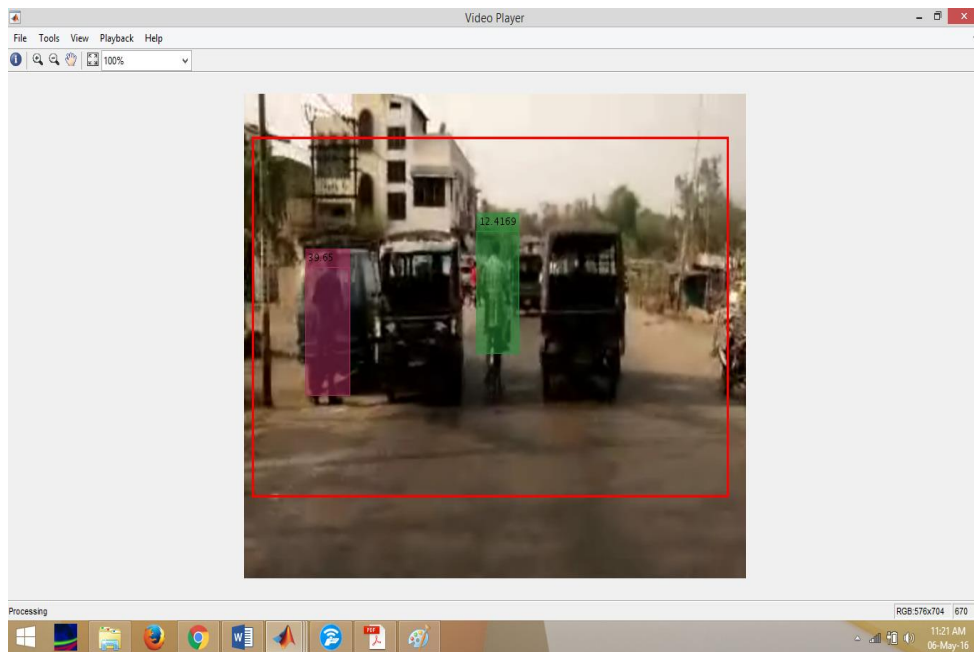 Video Player
File Tools View Playback Help
100%
12.4169
39.65
Processing
RGB:576x704 670
11:21 AM
06-May-16